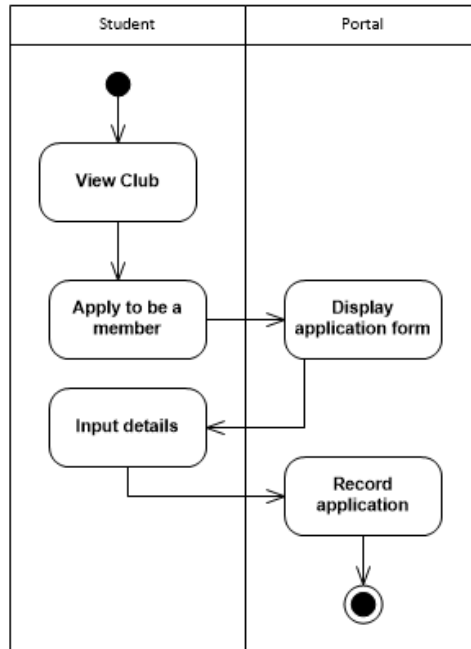 Student
Portal
View Club
Apply to be a
member
Display
application form
Input details
Record
application